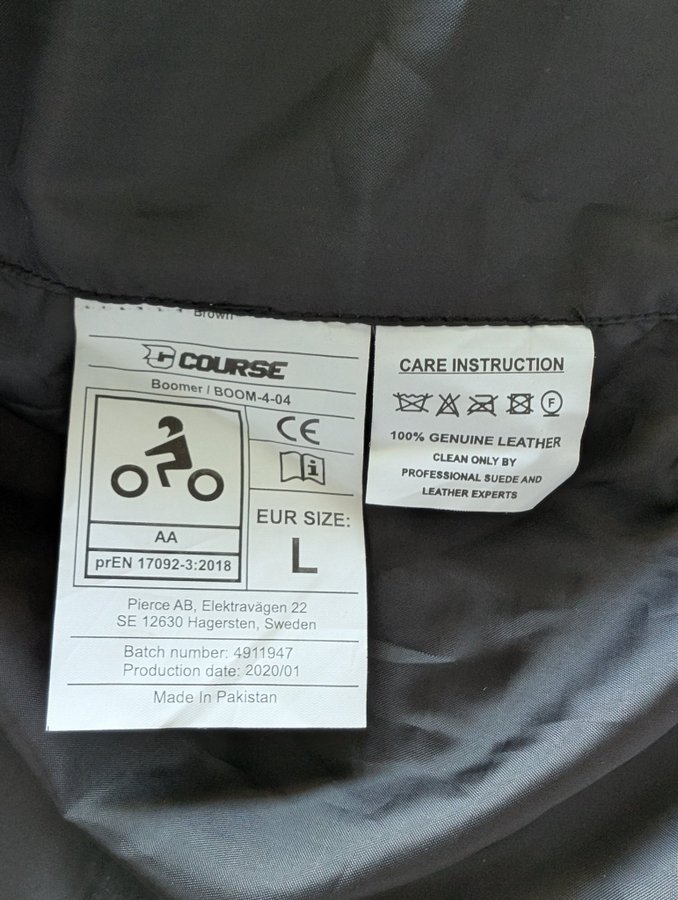 Brown
COURSE
Boomer / BOOM-4-04
CE
i
AA
prEN 17092-3:2018
EUR SIZE:
L
Pierce AB, Elektravägen 22
SE 12630 Hagersten, Sweden
Batch number: 4911947
Production date: 2020/01
Made In Pakistan
CARE INSTRUCTION
F
100% GENUINE LEATHER
CLEAN ONLY BY
PROFESSIONAL SUEDE AND
LEATHER EXPERTS